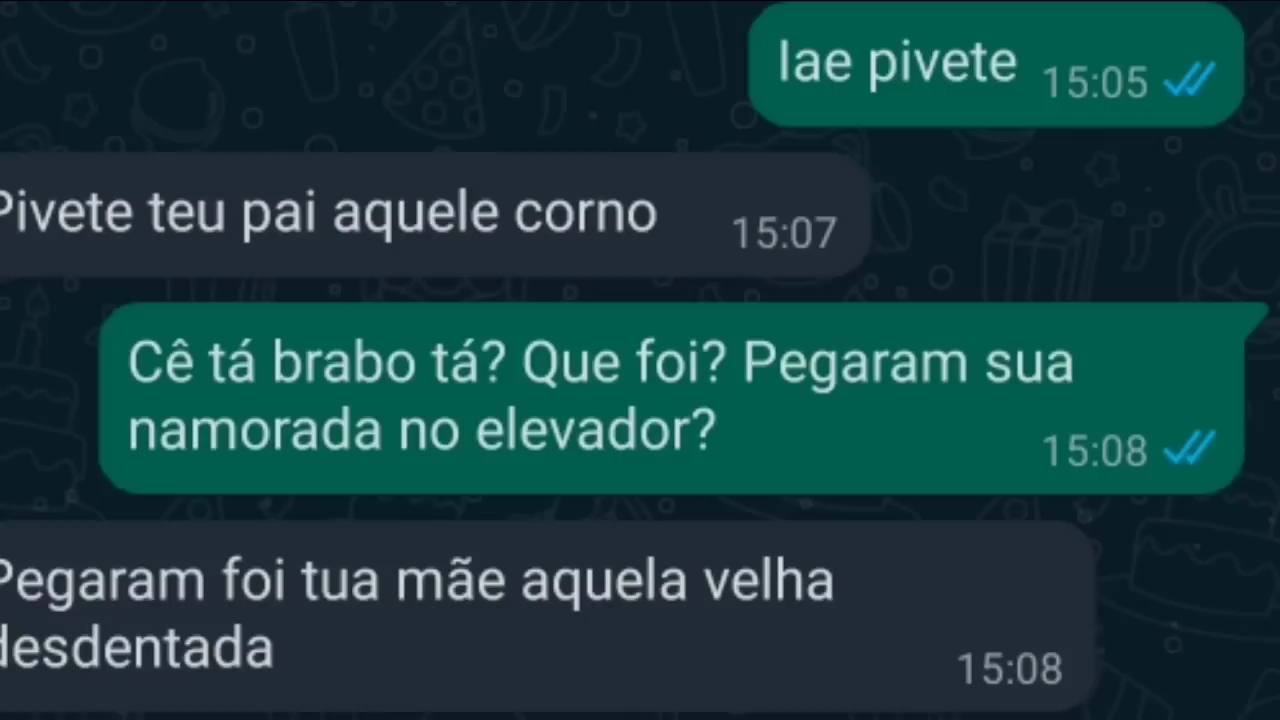 Iae pivete 15:05
Pivete teu pai aquele corno 15:07
Cê tá brabo tá? Que foi? Pegaram sua
namorada no elevador? 15:08
Pegaram foi tua mãe aquela velha
desdentada 15:08